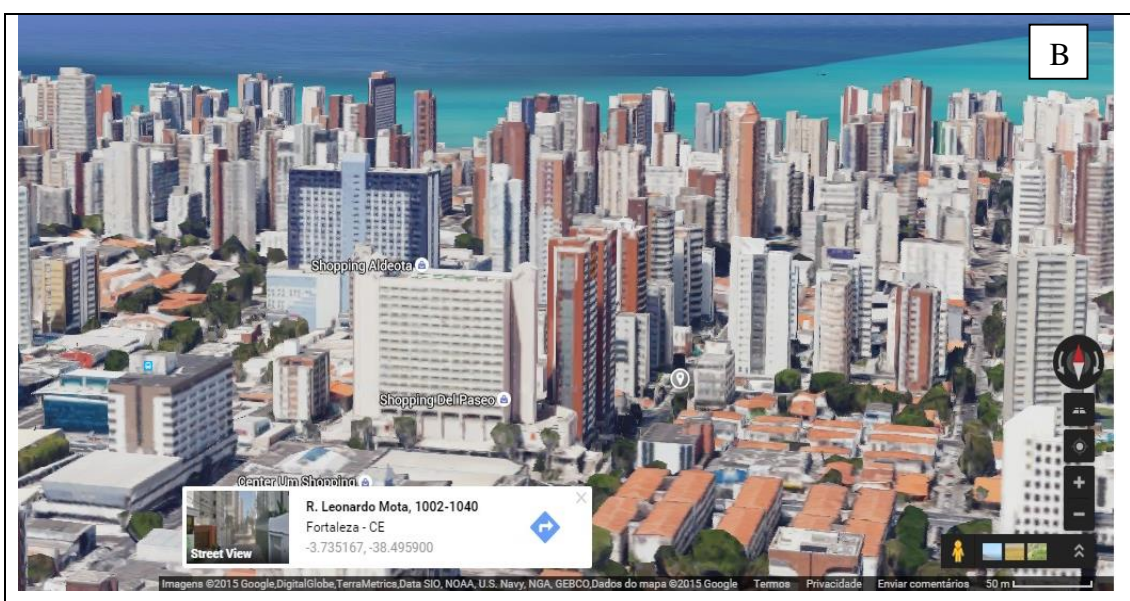 B
Shopping Aldeota
Shopping Del Paseo
Center Um Shopping
R. Leonardo Mota, 1002-1040
Fortaleza - CE
-3.735167, -38.495900
Street View
Imagens ©2015 Google,DigitalGlobe,TerraMetrics,Data SIO, NOAA, U.S. Navy, NGA, GEBCO,Dados do mapa ©2015 Google Termos Privacidade Enviar comentários 50 m